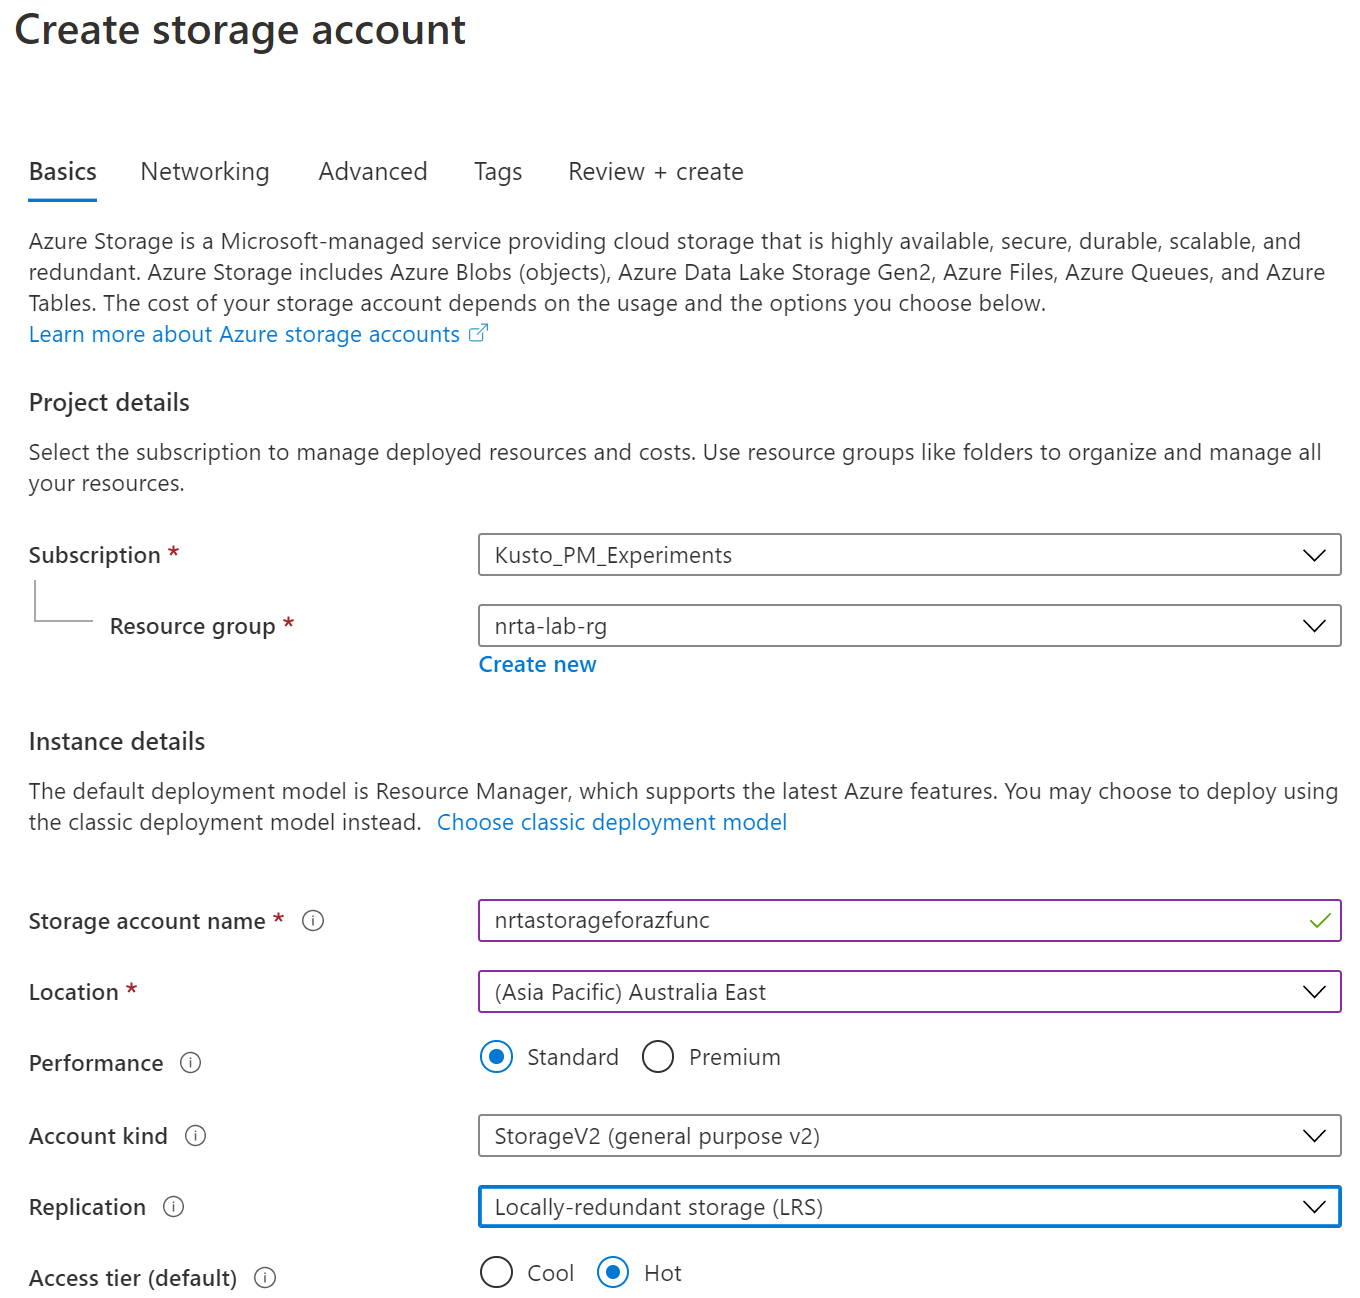 Create storage account
Basics Networking Advanced Tags Review + create
Azure Storage is a Microsoft-managed service providing cloud storage that is highly available, secure, durable, scalable, and
redundant. Azure Storage includes Azure Blobs (objects), Azure Data Lake Storage Gen2, Azure Files, Azure Queues, and Azure
Tables. The cost of your storage account depends on the usage and the options you choose below.
Learn more about Azure storage accounts
Project details
Select the subscription to manage deployed resources and costs. Use resource groups like folders to organize and manage all
your resources.
Subscription * Kusto_PM_Experiments
Resource group * nrta-lab-rg
Create new
Instance details
The default deployment model is Resource Manager, which supports the latest Azure features. You may choose to deploy using
the classic deployment model instead. Choose classic deployment model
Storage account name * nrtastorageforazfunc
Location * (Asia Pacific) Australia East
Performance Standard Premium
Account kind StorageV2 (general purpose v2)
Replication Locally-redundant storage (LRS)
Access tier (default) Cool Hot